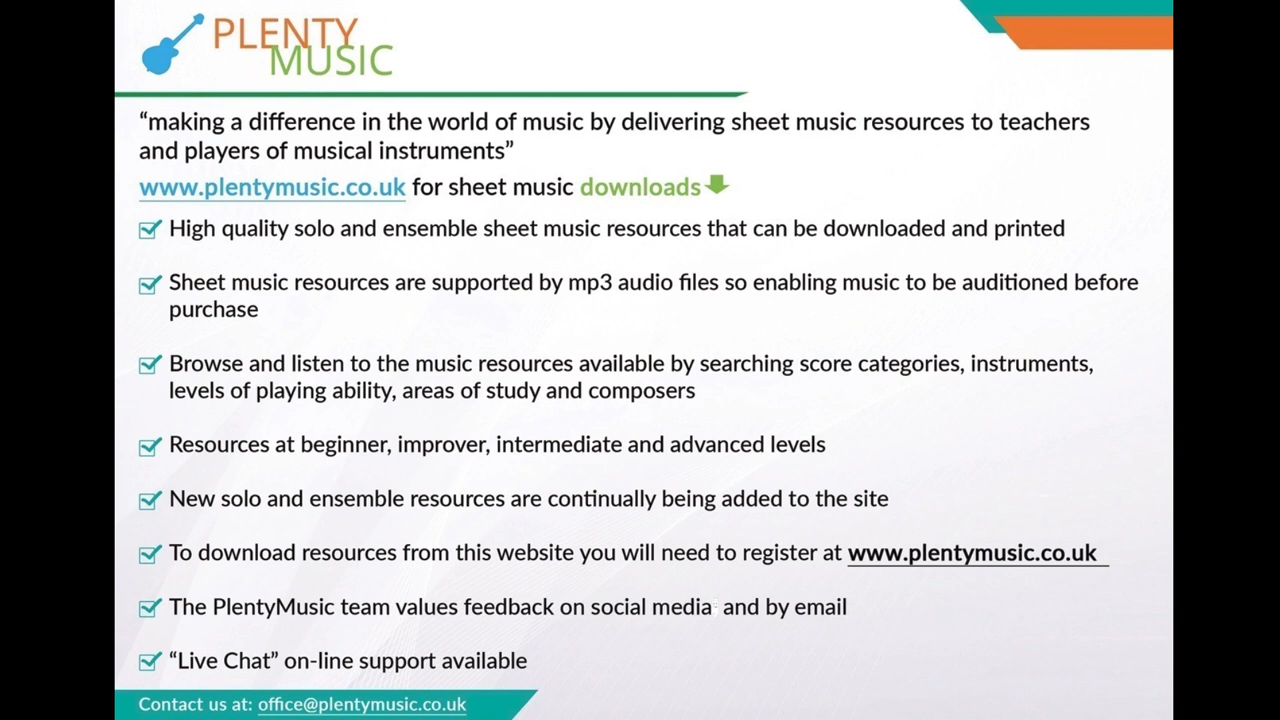 PLENTY
MUSIC
“making a difference in the world of music by delivering sheet music resources to teachers
and players of musical instruments”
www.plentymusic.co.uk for sheet music downloads
High quality solo and ensemble sheet music resources that can be downloaded and printed
Sheet music resources are supported by mp3 audio files so enabling music to be auditioned before
purchase
Browse and listen to the music resources available by searching score categories, instruments,
levels of playing ability, areas of study and composers
Resources at beginner, improver, intermediate and advanced levels
New solo and ensemble resources are continually being added to the site
To download resources from this website you will need to register at www.plentymusic.co.uk
The PlentyMusic team values feedback on social media and by email
“Live Chat” on-line support available
Contact us at: office@plentymusic.co.uk